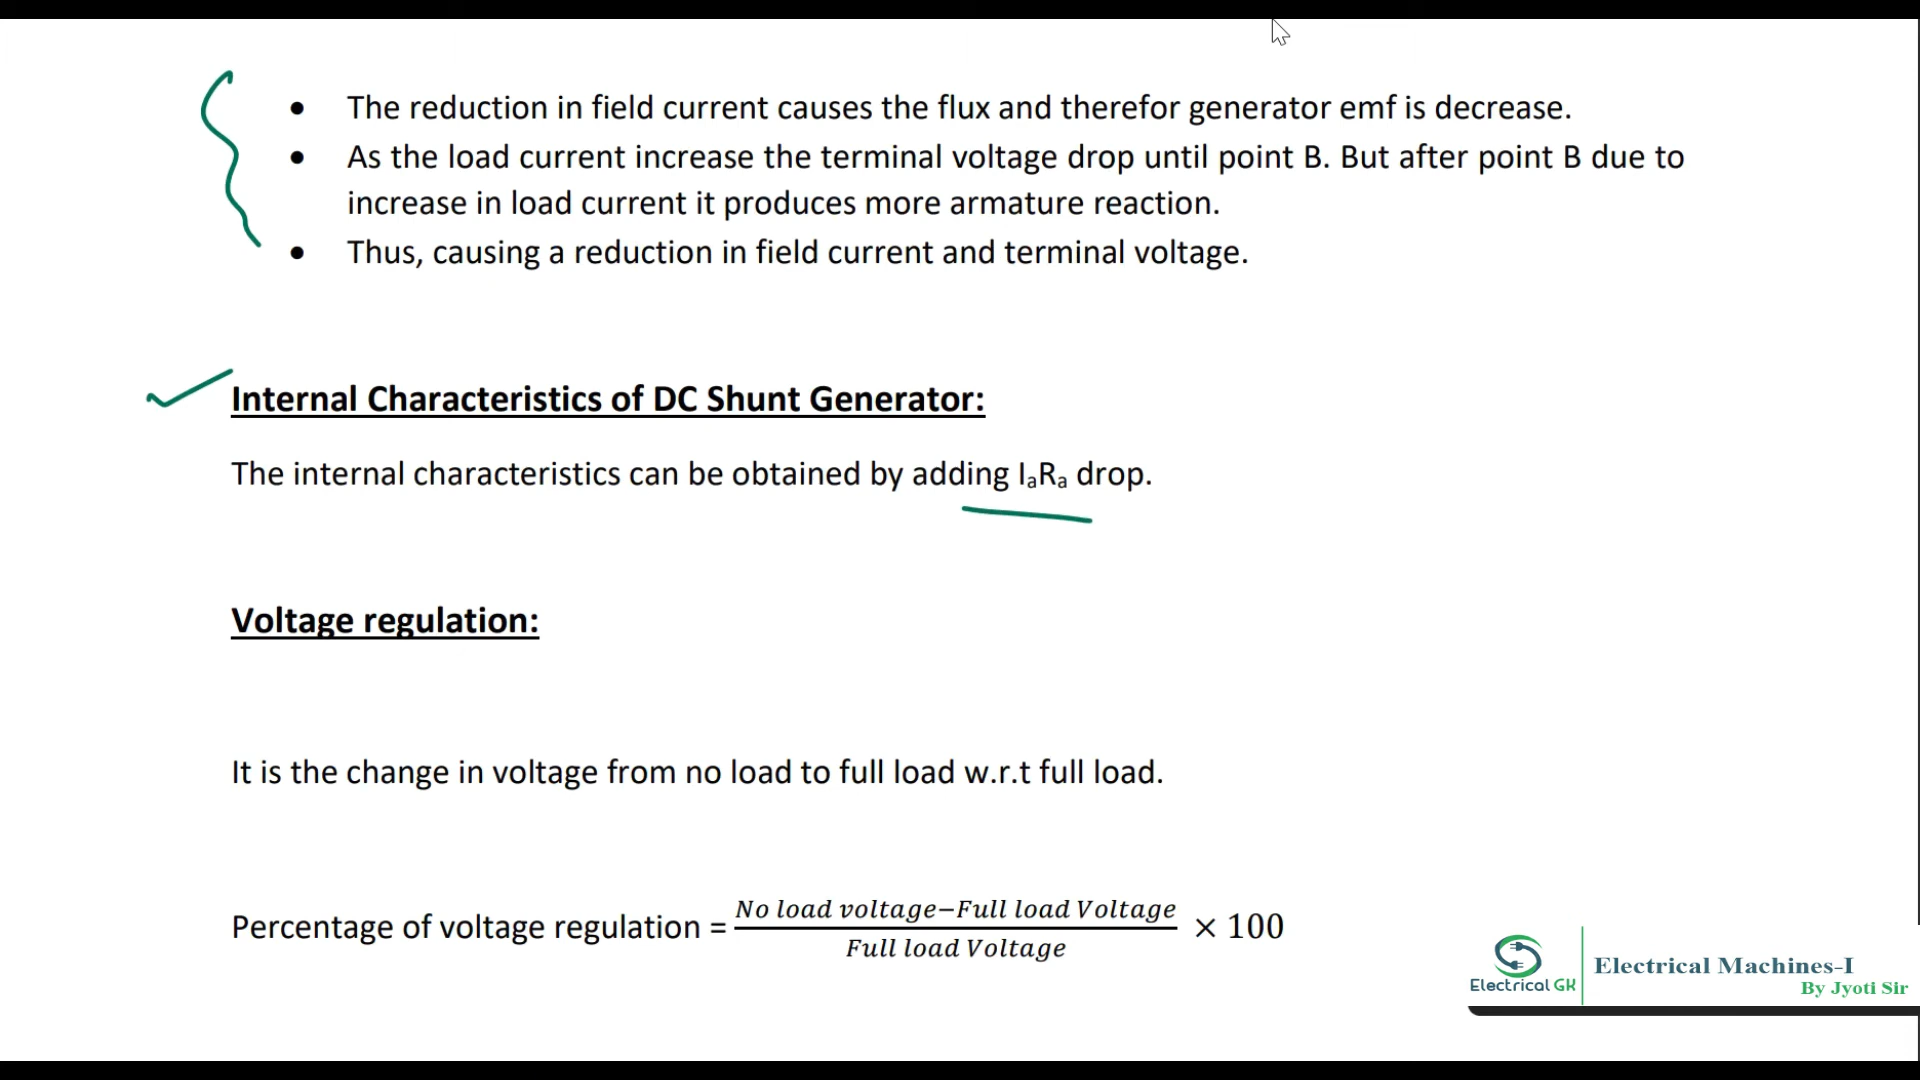 • The reduction in field current causes the flux and therefor generator emf is decrease.
• As the load current increase the terminal voltage drop until point B. But after point B due to
increase in load current it produces more armature reaction.
• Thus, causing a reduction in field current and terminal voltage.
Internal Characteristics of DC Shunt Generator:
The internal characteristics can be obtained by adding IₐRₐ drop.
Voltage regulation:
It is the change in voltage from no load to full load w.r.t full load.
No load voltage−Full load Voltage
Percentage of voltage regulation = × 100
Full load Voltage
Electrical GK
Electrical Machines-I
By Jyoti Sir